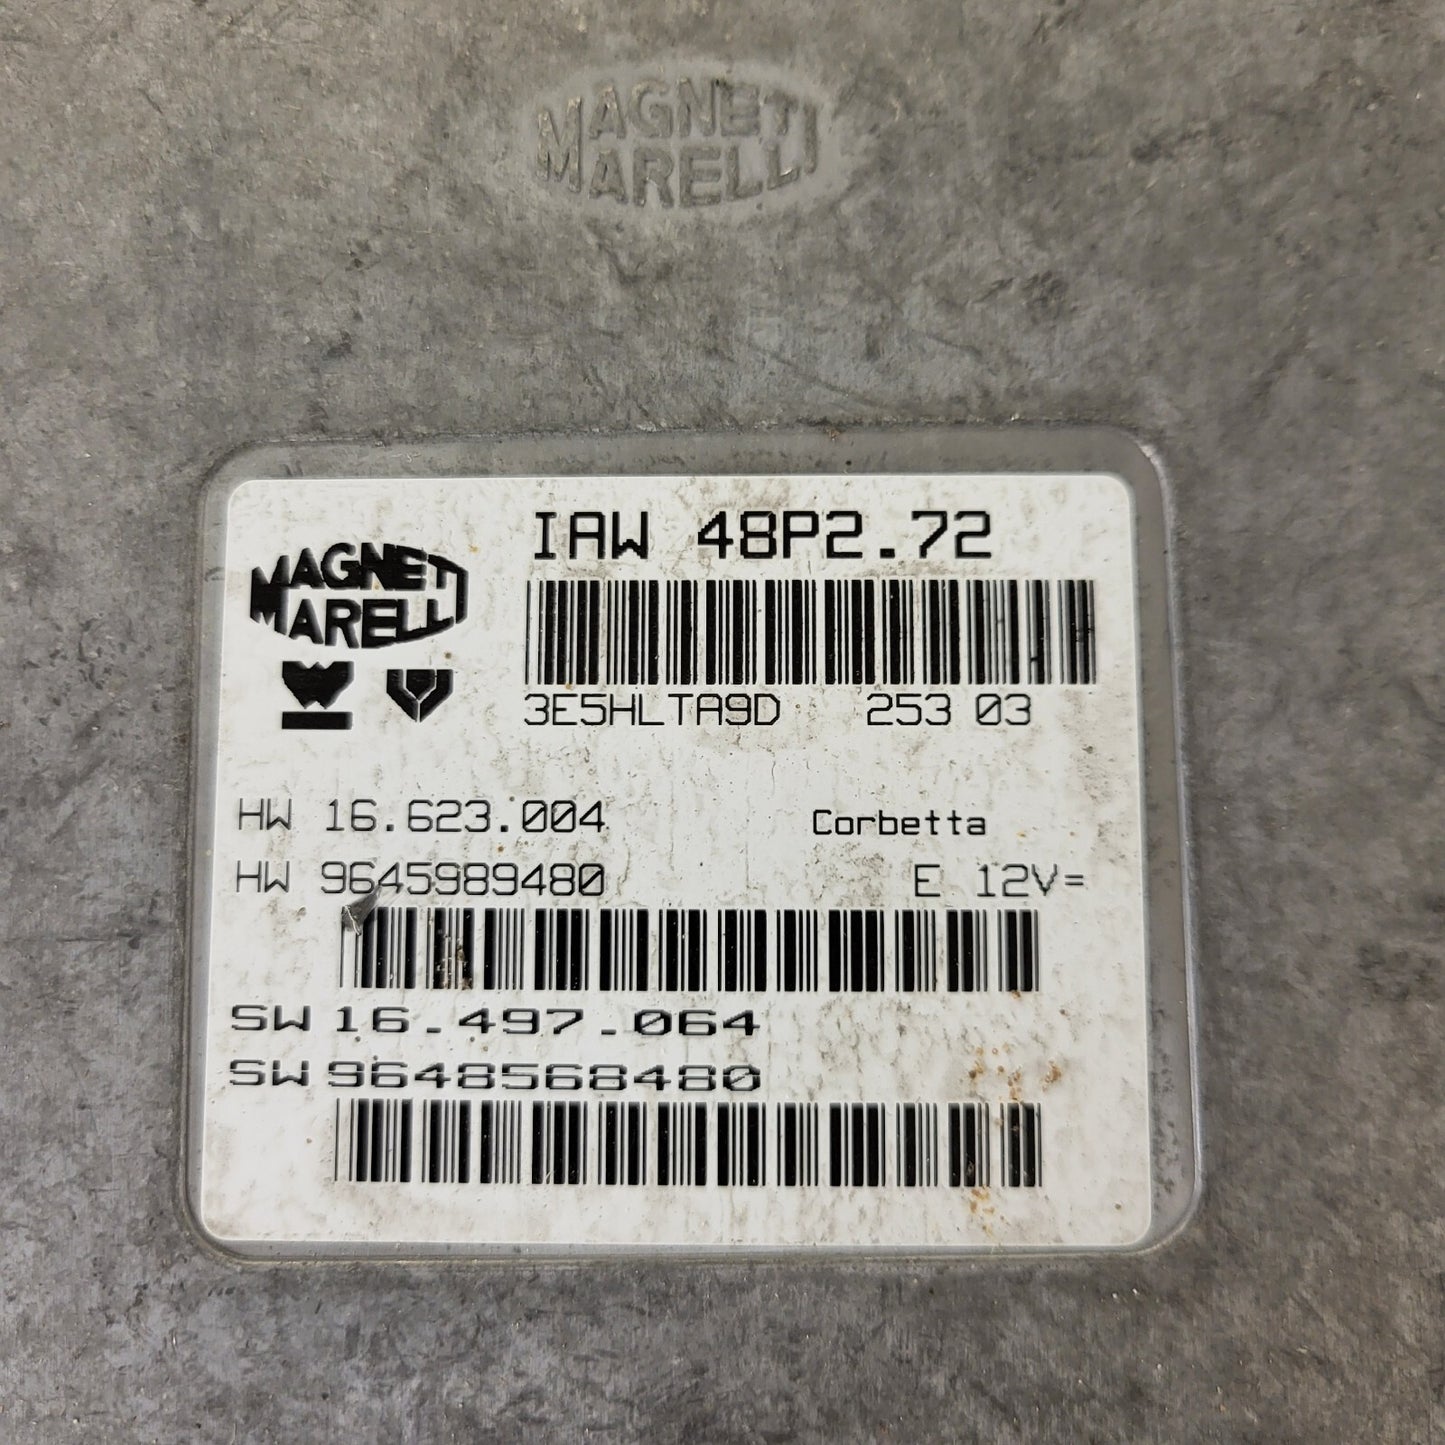 MAGNETI
MARELLI
IAW 48P2.72
MAGNETI
MARELLI
3E5HLTA9D 253 03
HW 16.623.004 Corbetta
HW 9645989480 E 12V=
SW 16.497.064
SW 9648568480